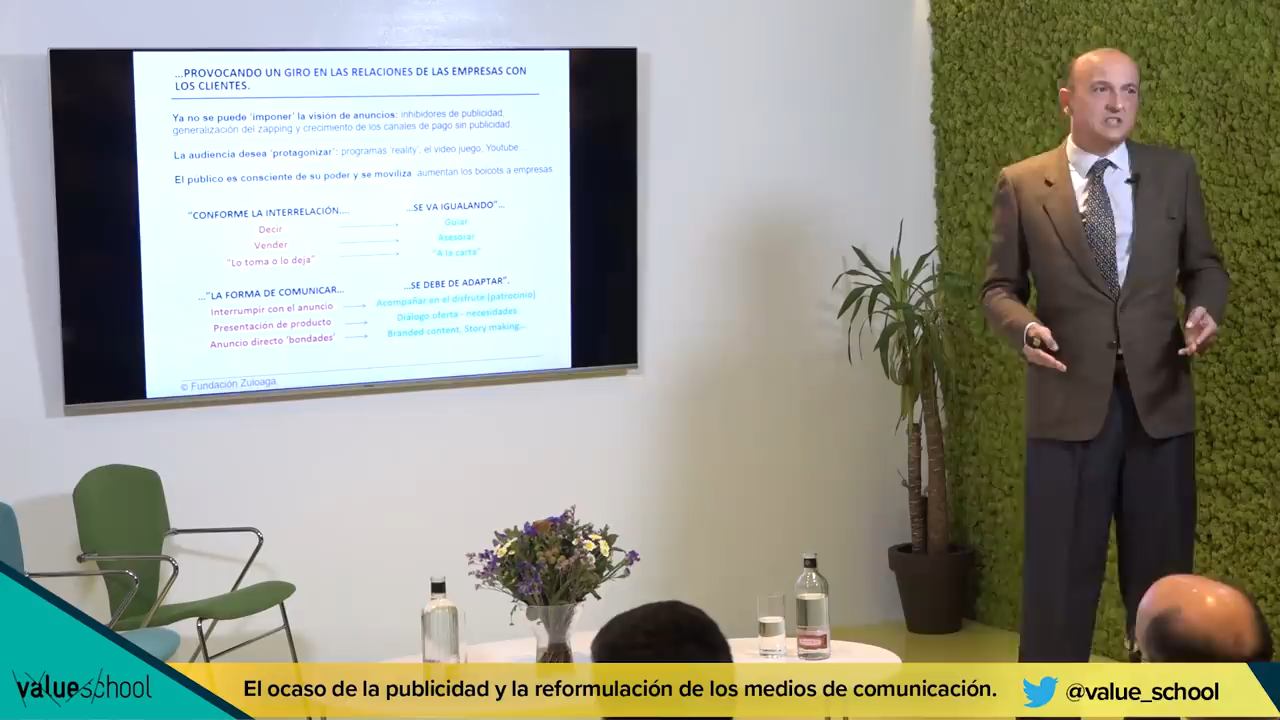 ...PROVOCANDO UN GIRO EN LAS RELACIONES DE LAS EMPRESAS CON
LOS CLIENTES.
Ya no se puede 'imponer' la visión de anuncios: inhibidores de publicidad,
generalización del zapping y crecimiento de los canales de pago sin publicidad.
La audiencia desea 'protagonizar': programas 'reality', el video juego, Youtube
El publico es consciente de su poder y se moviliza aumentan los boicots a empresas
"CONFORME LA INTERRELACIÓN.... ...SE VA IGUALANDO"...
Decir Guiar
Vender Asesorar
"Lo toma o lo deja" "A la carta"
..."LA FORMA DE COMUNICAR... ...SE DEBE DE ADAPTAR".
Interrumpir con el anuncio Acompañar en el disfrute (patrocinio)
Presentación de producto Diálogo oferta - necesidades
Anuncio directo 'bondades' Branded content. Story making...
© Fundación Zuloaga
value school
El ocaso de la publicidad y la reformulación de los medios de comunicación.
@value_school